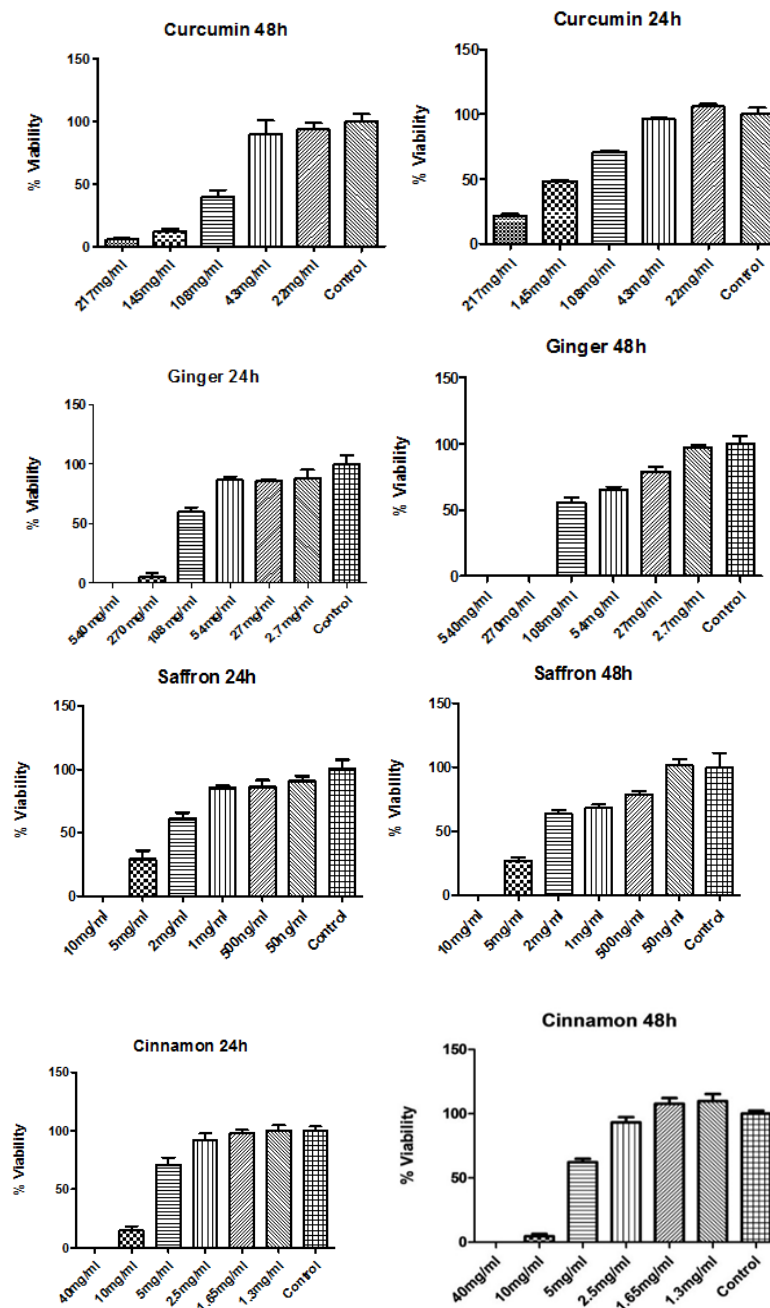 Curcumin 48h
% Viability
150
100
50
0
217mg/ml
145mg/ml
108mg/ml
43mg/ml
22mg/ml
Control
Curcumin 24h
% Viability
150
100
50
0
217mg/ml
145mg/ml
108mg/ml
43mg/ml
22mg/ml
Control
Ginger 24h
% Viability
150
100
50
0
540mg/ml
270mg/ml
108mg/ml
54mg/ml
27mg/ml
2.7mg/ml
Control
Ginger 48h
% Viability
150
100
50
0
540mg/ml
270mg/ml
108mg/ml
54mg/ml
27mg/ml
2.7mg/ml
Control
Saffron 24h
% Viability
150
100
50
0
10mg/ml
5mg/ml
2mg/ml
1mg/ml
500ng/ml
50ng/ml
Control
Saffron 48h
% Viability
150
100
50
0
10mg/ml
5mg/ml
2mg/ml
1mg/ml
500ng/ml
50ng/ml
Control
Cinnamon 24h
% Viability
150
100
50
0
40mg/ml
10mg/ml
5mg/ml
2.5mg/ml
1.65mg/ml
1.3mg/ml
Control
Cinnamon 48h
% Viability
150
100
50
0
40mg/ml
10mg/ml
5mg/ml
2.5mg/ml
1.65mg/ml
1.3mg/ml
Control